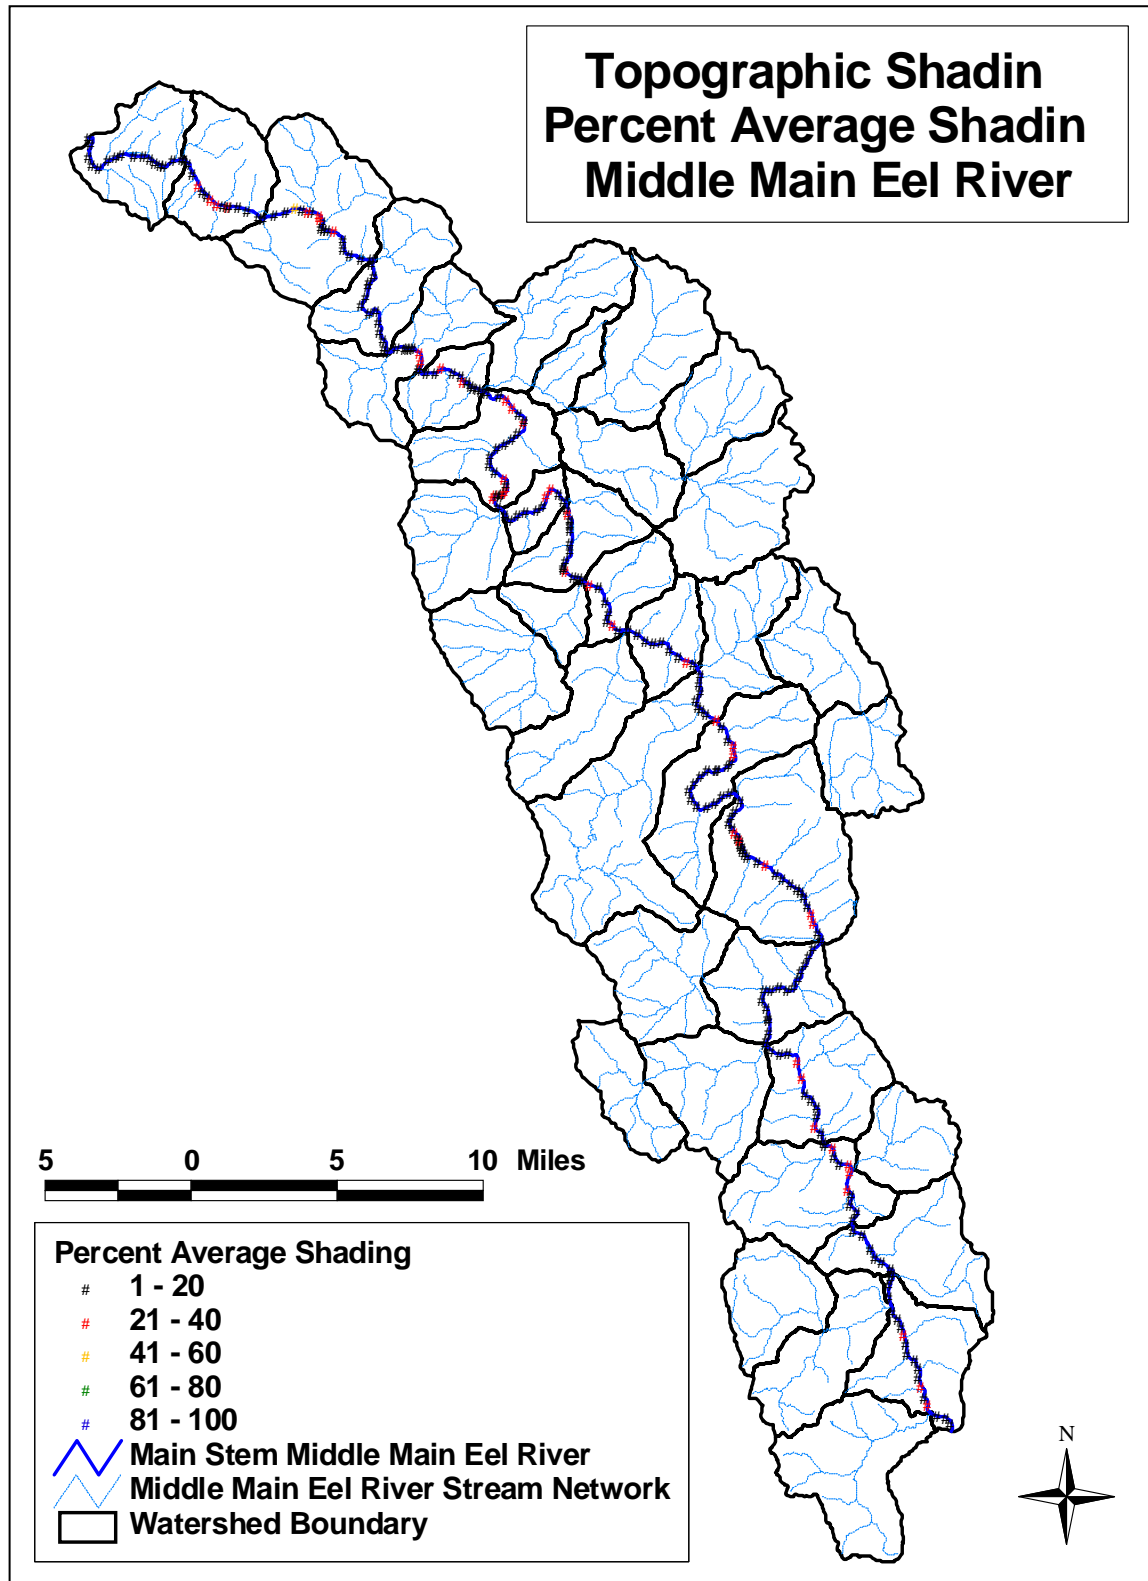 Topographic Shadin
Percent Average Shadin
Middle Main Eel River
5 0 5 10 Miles
Percent Average Shading
# 1 - 20
# 21 - 40
# 41 - 60
# 61 - 80
# 81 - 100
Main Stem Middle Main Eel River
Middle Main Eel River Stream Network
Watershed Boundary
N